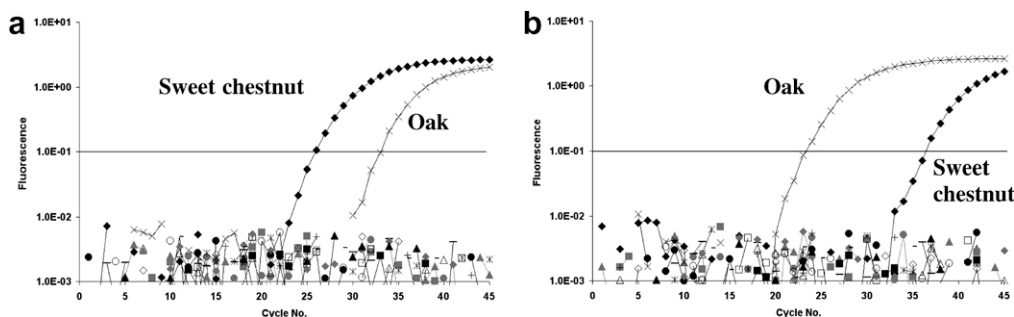 a
1.0E+01
1.0E+00
1.0E-01
1.0E-02
1.0E-03
Fluorescence
Sweet chestnut
Oak
0 5 10 15 20 25 30 35 40 45
Cycle No.
b
1.0E+01
1.0E+00
1.0E-01
1.0E-02
1.0E-03
Fluorescence
Oak
Sweet
chestnut
0 5 10 15 20 25 30 35 40 45
Cycle No.